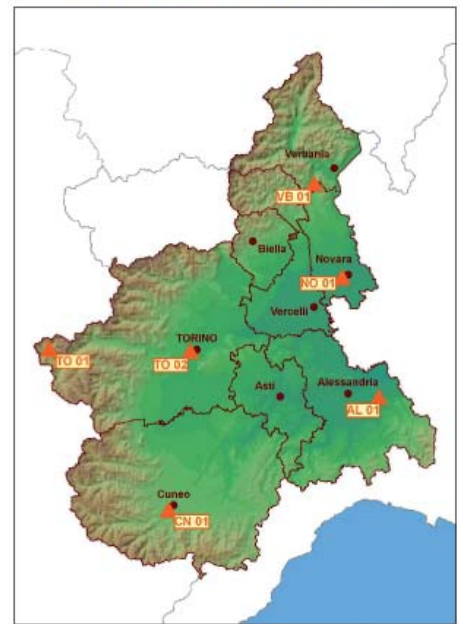 Verbania
VB 01
Biella
Novara
NO 01
Vercelli
TORINO
TO 01
TO 02
Asti
Alessandria
AL 01
Cuneo
CN 01